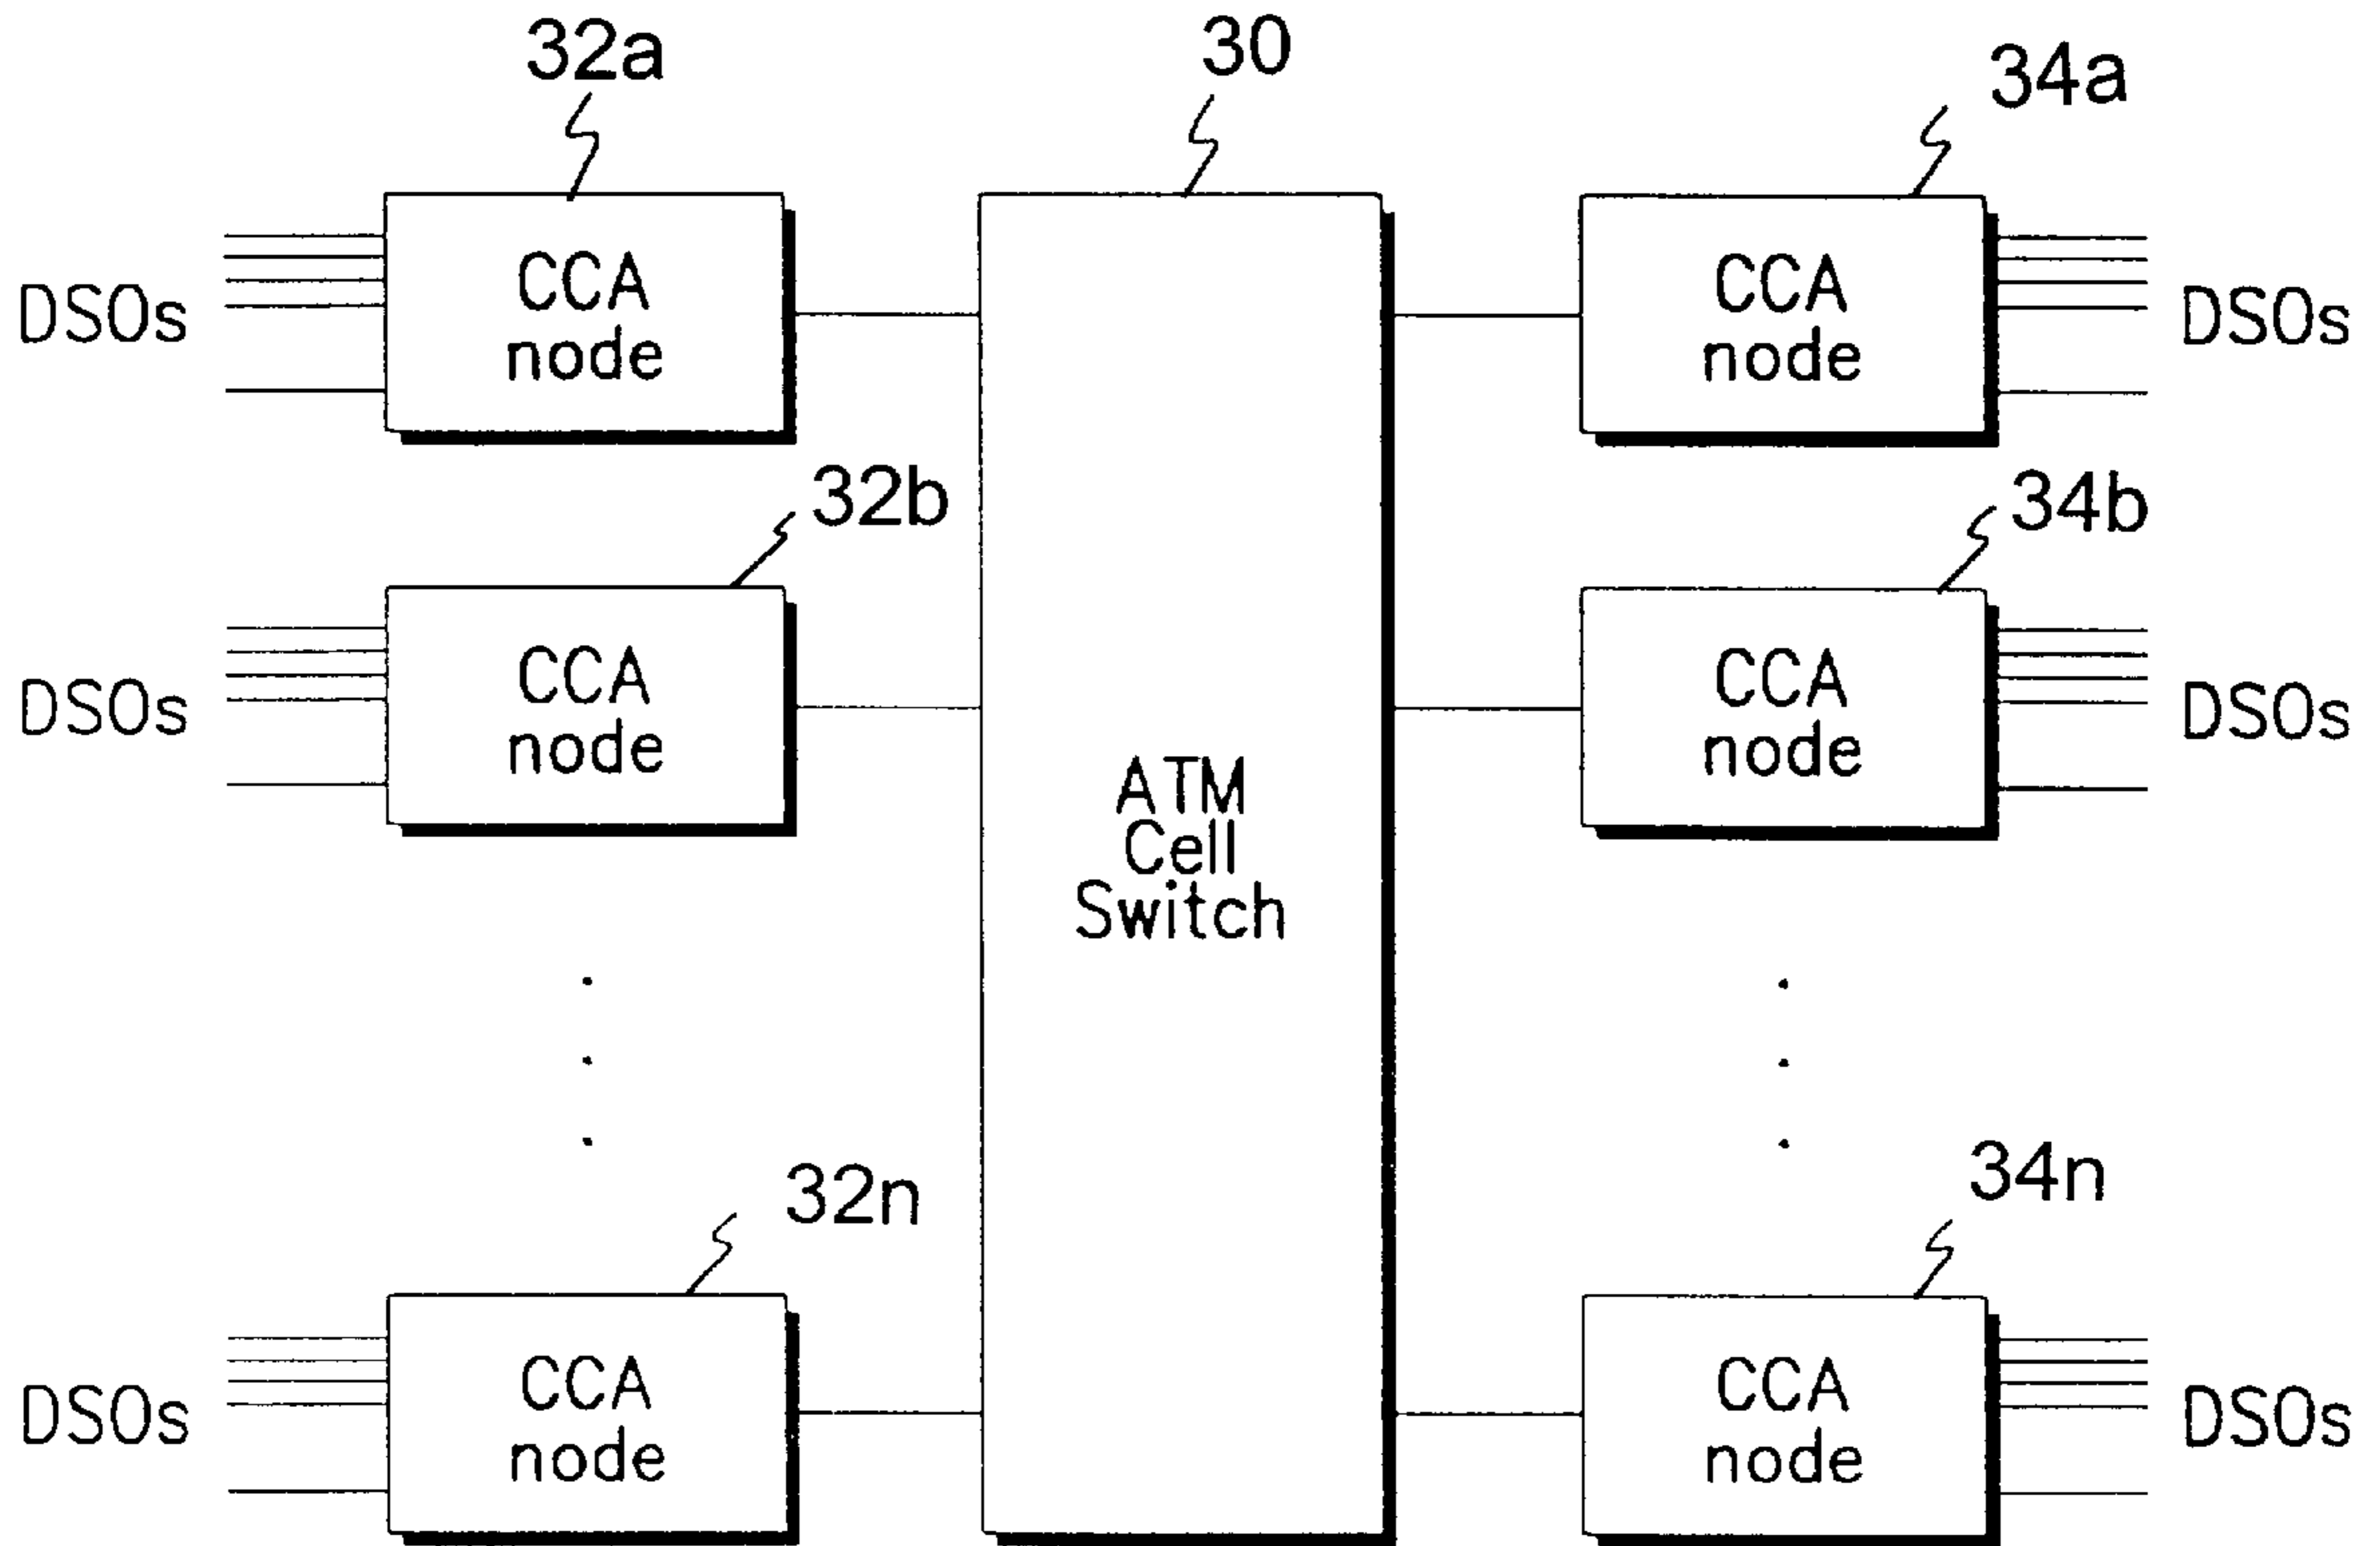 32a
30
34a
DSOs
CCA
node
CCA
node
DSOs
32b
34b
DSOs
CCA
node
ATM
Cell
Switch
CCA
node
DSOs
32n
34n
DSOs
CCA
node
CCA
node
DSOs